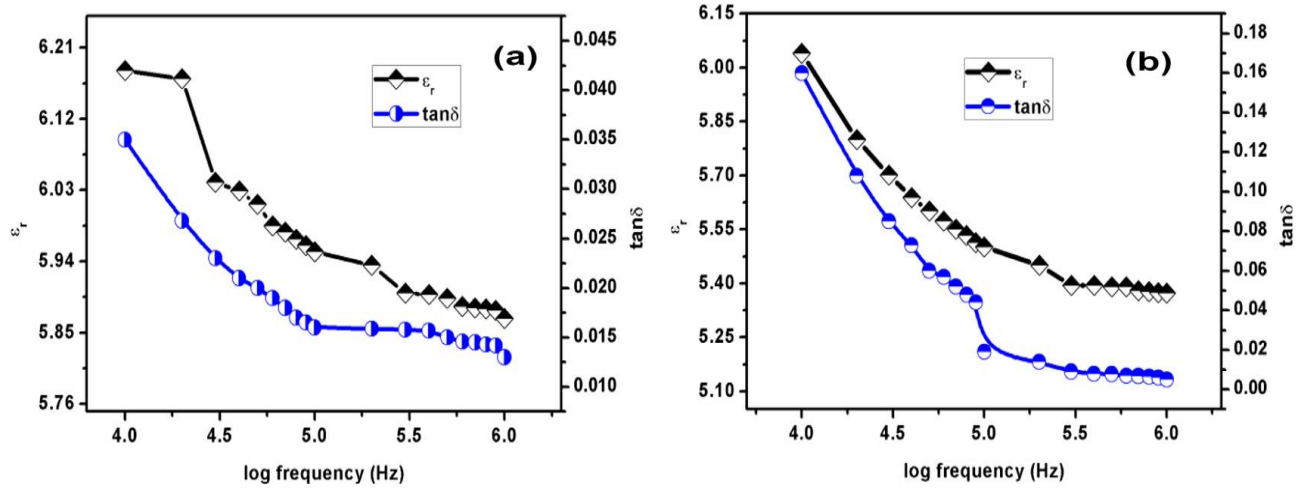 (a)
εr
tanδ
6.21
6.12
6.03
5.94
5.85
5.76
εr
0.045
0.040
0.035
0.030
0.025
0.020
0.015
0.010
tanδ
4.0 4.5 5.0 5.5 6.0
log frequency (Hz)
(b)
εr
tanδ
6.15
6.00
5.85
5.70
5.55
5.40
5.25
5.10
εr
0.18
0.16
0.14
0.12
0.10
0.08
0.06
0.04
0.02
0.00
tanδ
4.0 4.5 5.0 5.5 6.0
log frequency (Hz)